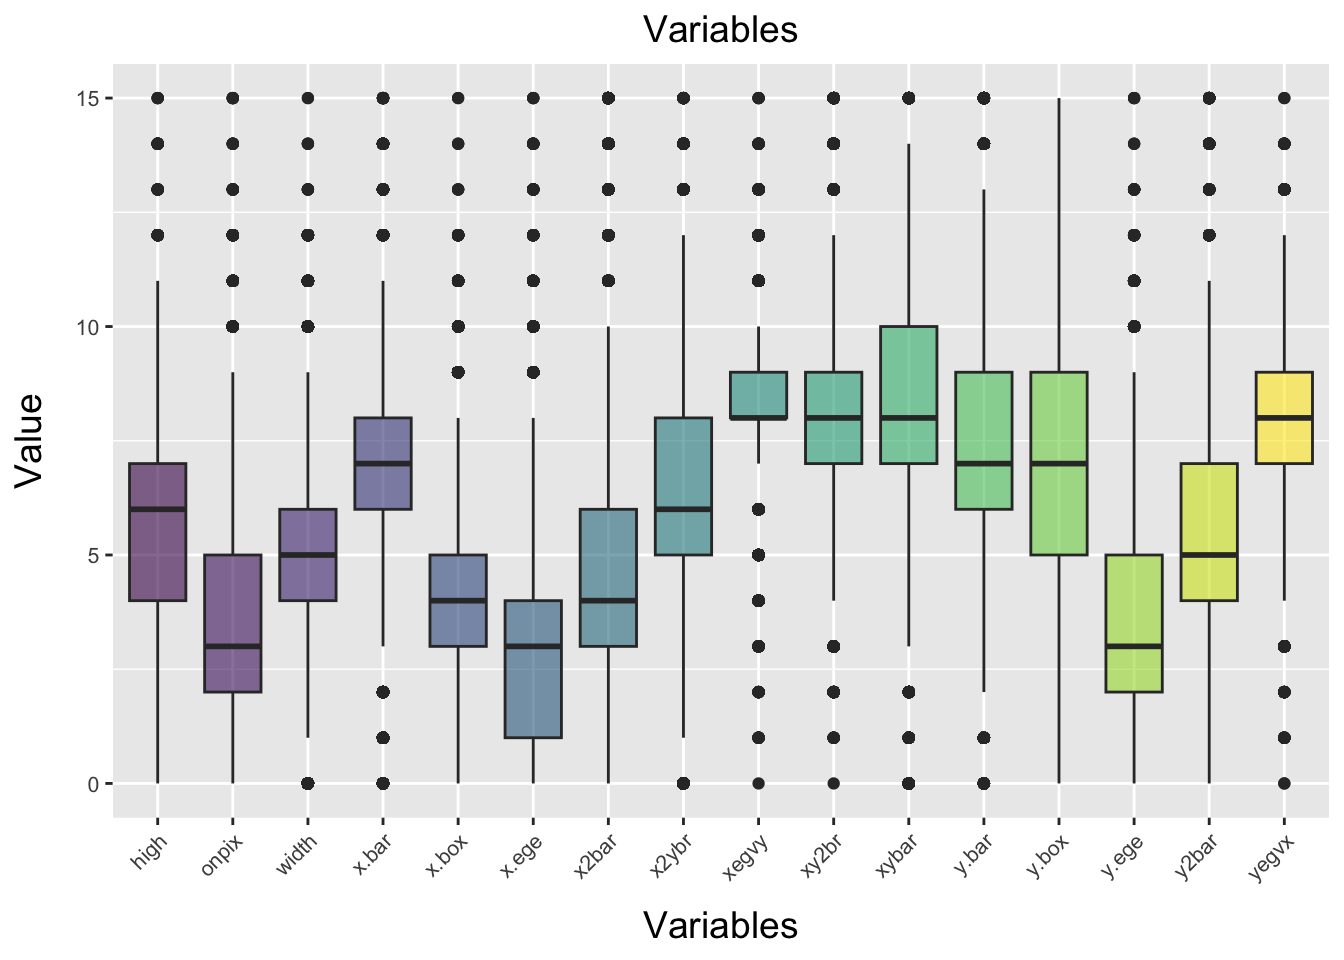 Variables
Value
15
10
5
0
high onpix width x.bar x.box x.ege x2bar x2ybr xegvy xy2br xybar y.bar y.box y.ege y2bar yegvx
Variables